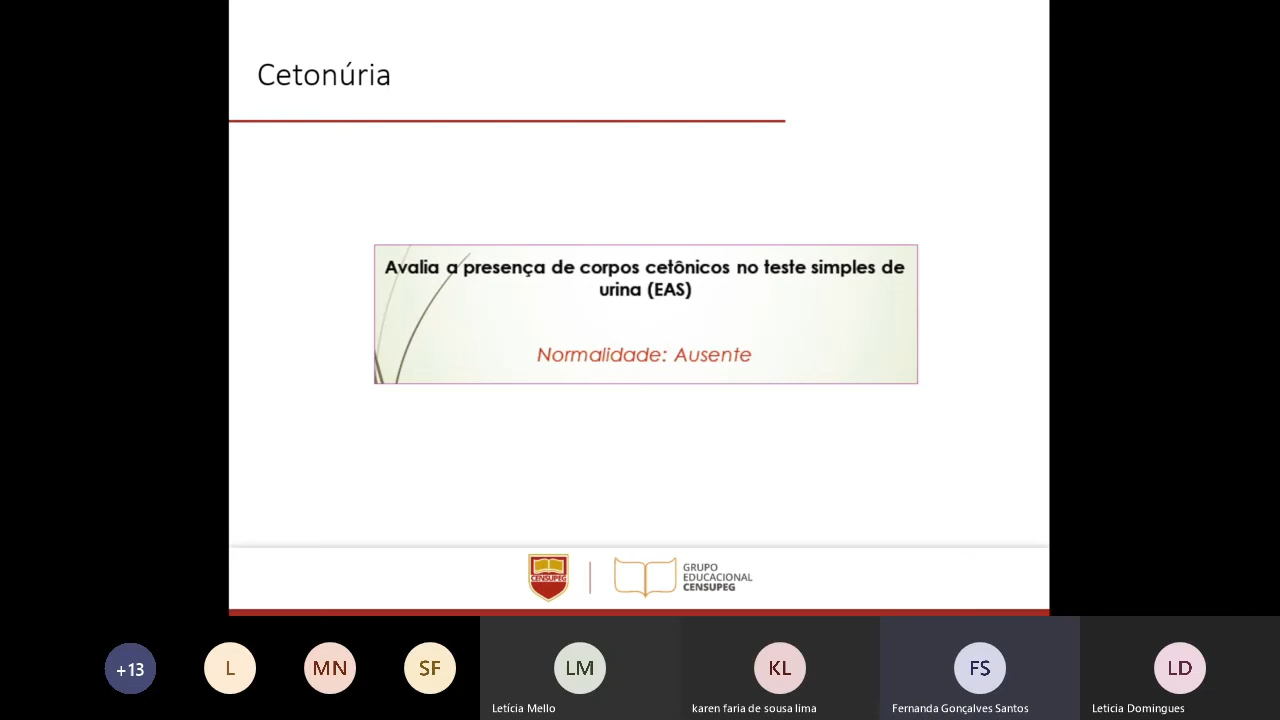 Cetonúria
Avalia a presença de corpos cetônicos no teste simples de
urina (EAS)
Normalidade: Ausente
CENSUPEG
GRUPO
EDUCACIONAL
CENSUPEG
+13
L
MN
SF
LM
KL
FS
LD
Letícia Mello
karen faria de sousa lima
Fernanda Gonçalves Santos
Leticia Domingues